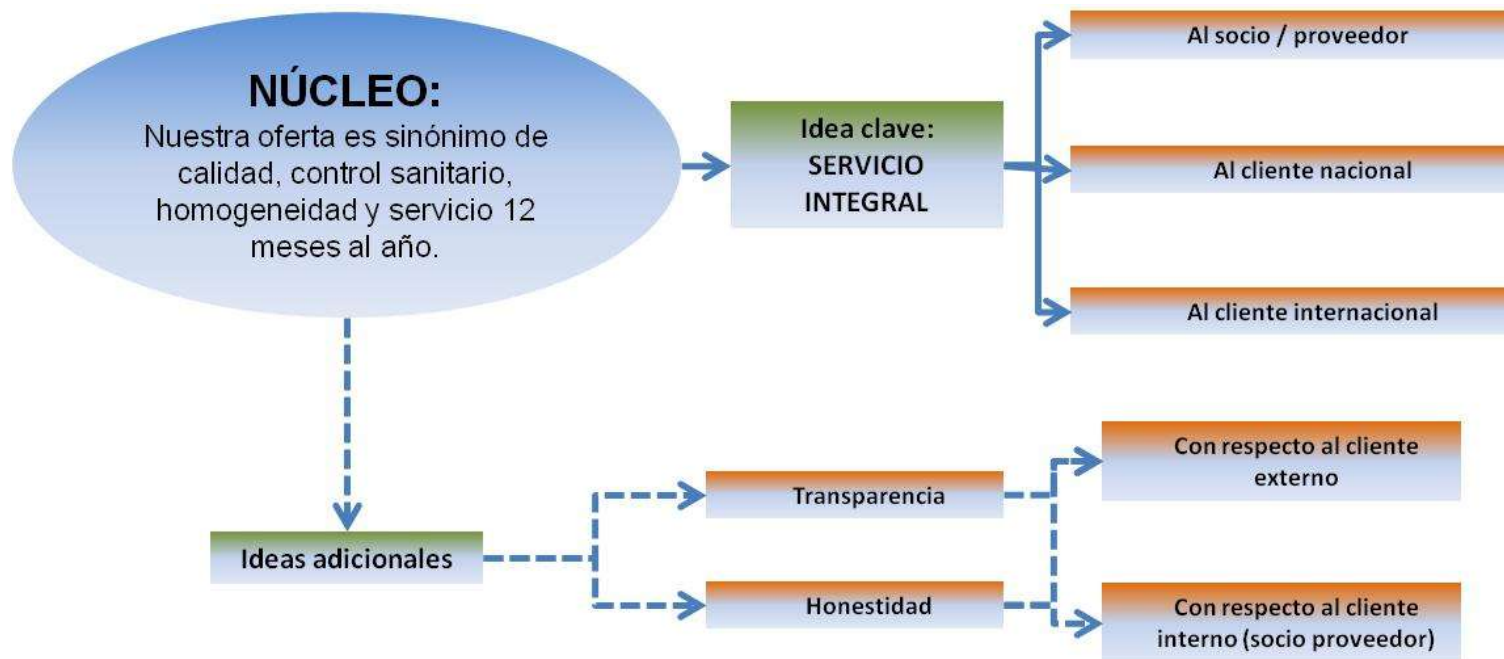 NÚCLEO:
Nuestra oferta es sinónimo de
calidad, control sanitario,
homogeneidad y servicio 12
meses al año.
Idea clave:
SERVICIO
INTEGRAL
Al socio / proveedor
Al cliente nacional
Al cliente internacional
Ideas adicionales
Transparencia
Honestidad
Con respecto al cliente
externo
Con respecto al cliente
interno (socio proveedor)